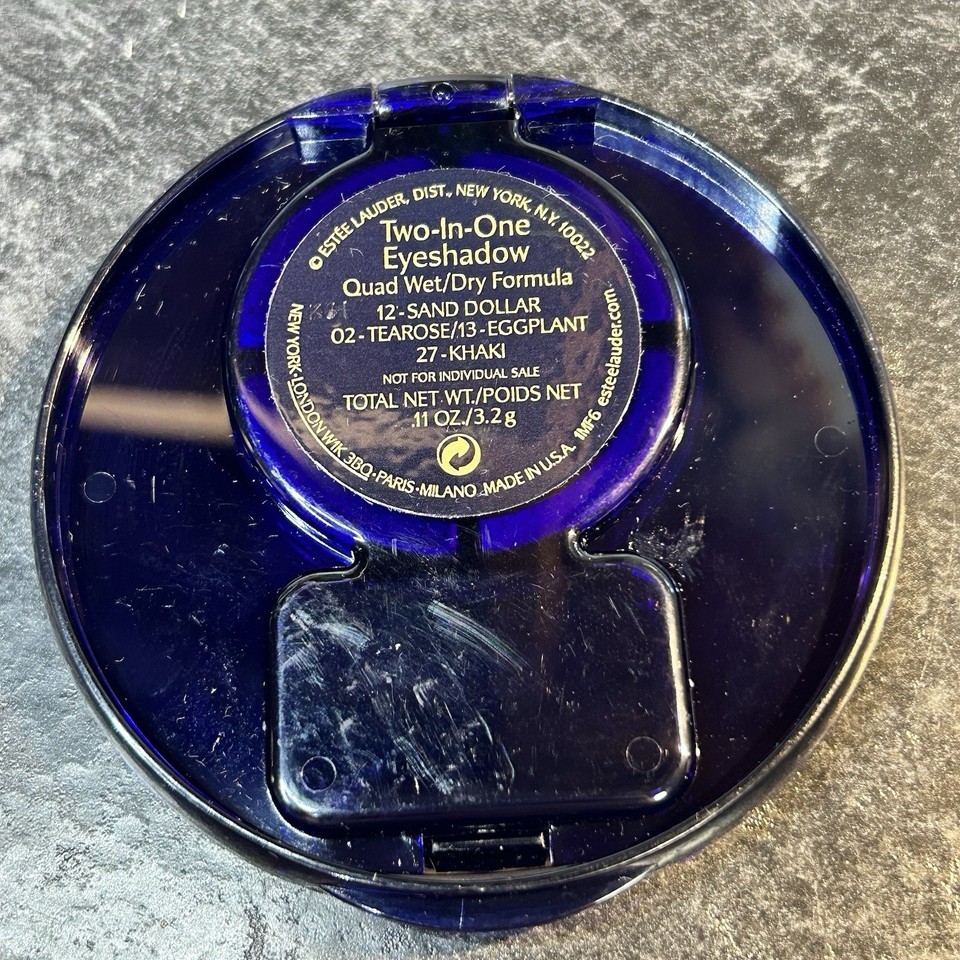 © ESTÉE LAUDER, DIST., NEW YORK, N.Y. 10022
Two-In-One
Eyeshadow
Quad Wet/Dry Formula
12-SAND DOLLAR
02-TEAROSE/13-EGGPLANT
27-KHAKI
NOT FOR INDIVIDUAL SALE
TOTAL NET WT./POIDS NET
.11 OZ./3.2g
NEW YORK·LONDON W1K 3BQ·PARIS·MILANO MADE IN U.S.A. 1MF6 esteelauder.com